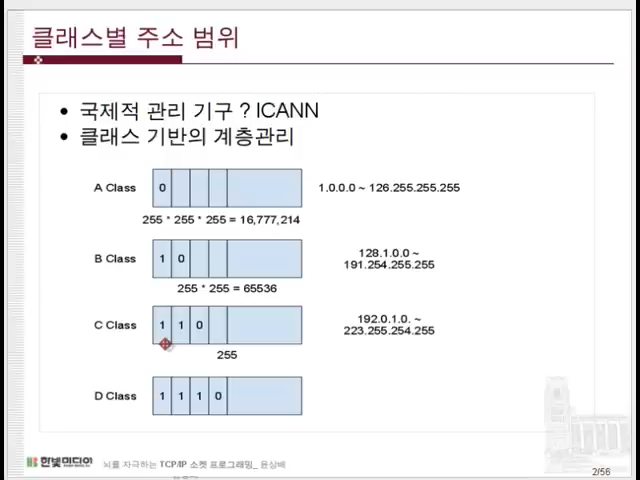 클래스별 주소 범위
• 국제적 관리 기구 ? ICANN
• 클래스 기반의 계층관리
A Class 0 1.0.0.0 ~ 126.255.255.255
255 * 255 * 255 = 16,777,214
B Class 1 0 128.1.0.0 ~
191.254.255.255
255 * 255 = 65536
C Class 1 1 0 192.0.1.0. ~
223.255.254.255
255
D Class 1 1 1 0
한빛미디어 뇌를 자극하는 TCP/IP 소켓 프로그래밍_ 윤상배
2/56